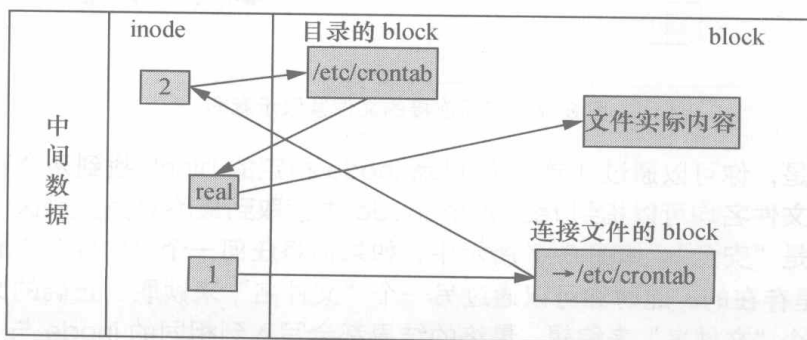 inode
目录的 block
block
2
/etc/crontab
文件实际内容
中间数据
real
连接文件的 block
1
→/etc/crontab